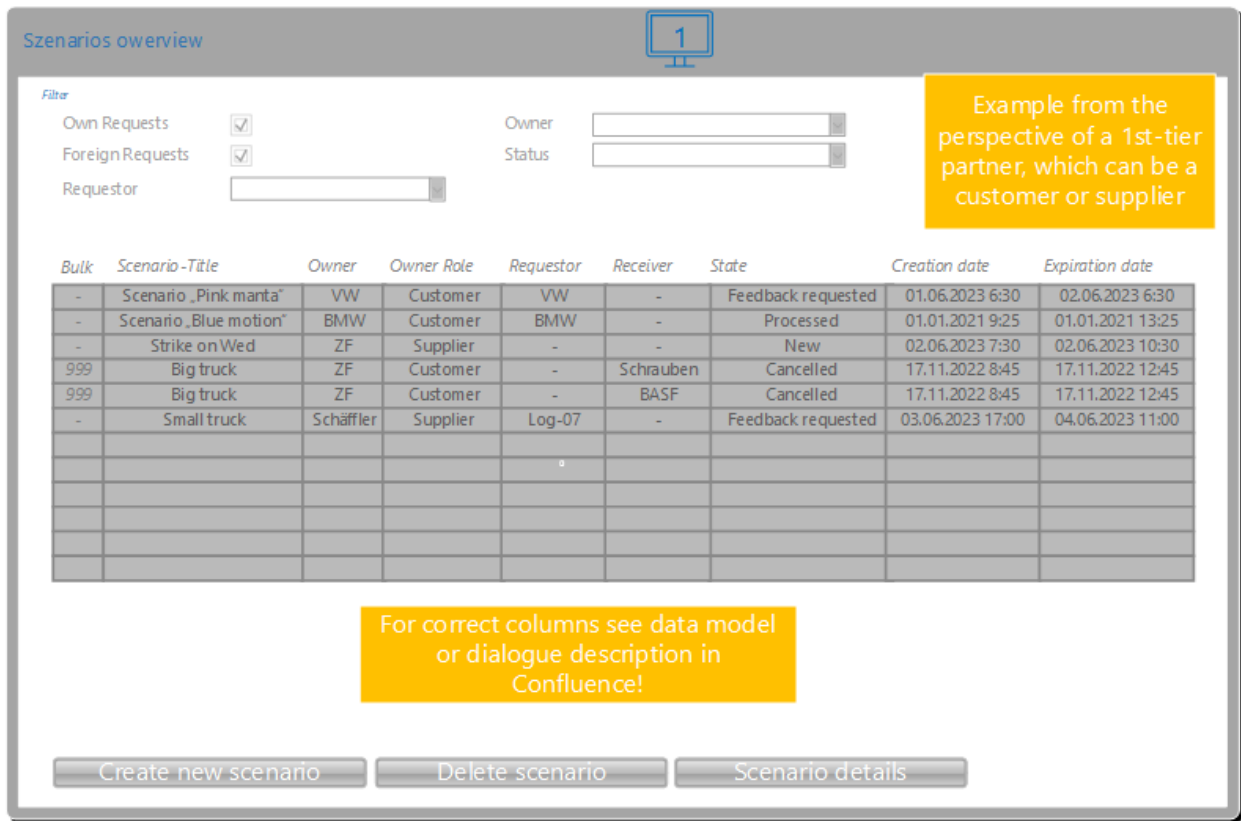 Szenarios owerview
1
Filter
Own Requests
Owner
Foreign Requests
Status
Requestor
Example from the
perspective of a 1st-tier
partner, which can be a
customer or supplier
Bulk Scenario-Title Owner Owner Role Requestor Receiver State Creation date Expiration date
- Scenario „Pink manta“ VW Customer VW - Feedback requested 01.06.2023 6:30 02.06.2023 6:30
- Scenario „Blue motion“ BMW Customer BMW - Processed 01.01.2021 9:25 01.01.2021 13:25
- Strike on Wed ZF Supplier - - New 02.06.2023 7:30 02.06.2023 10:30
999 Big truck ZF Customer - Schrauben Cancelled 17.11.2022 8:45 17.11.2022 12:45
999 Big truck ZF Customer - BASF Cancelled 17.11.2022 8:45 17.11.2022 12:45
- Small truck Schäffler Supplier Log-07 - Feedback requested 03.06.2023 17:00 04.06.2023 11:00
For correct columns see data model
or dialogue description in
Confluence!
Create new scenario Delete scenario Scenario details